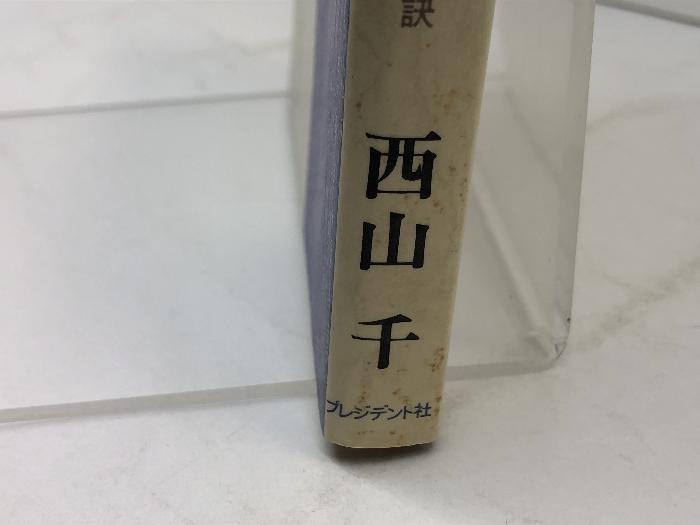 訣
西山 千
プレジデント社